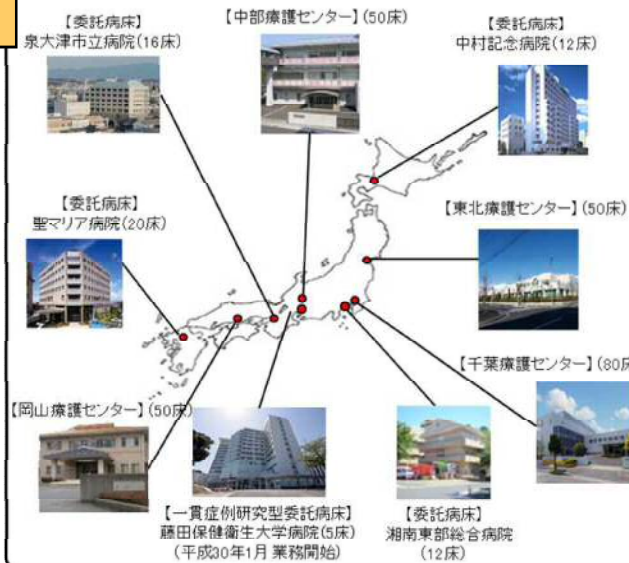 【委託病床】
泉大津市立病院(16床)
【中部療護センター】(50床)
【委託病床】
中村記念病院(12床)
【委託病床】
聖マリア病院(20床)
【東北療護センター】(50床)
【千葉療護センター】(80床
【岡山療護センター】(50床)
【一貫症例研究型委託病床】
藤田保健衛生大学病院(5床)
(平成30年1月 業務開始)
【委託病床】
湘南東部総合病院
(12床)